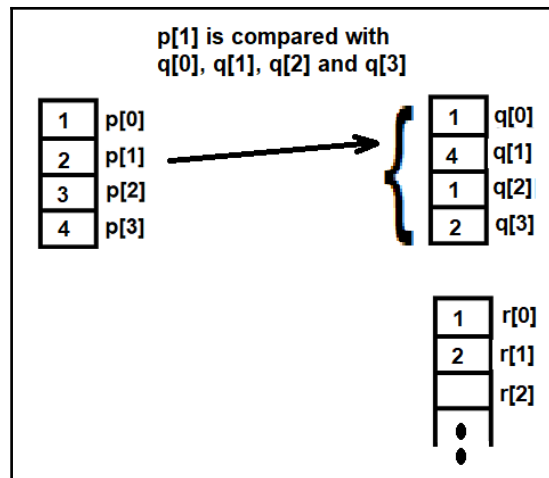 p[1] is compared with
q[0], q[1], q[2] and q[3]
1 p[0]
2 p[1]
3 p[2]
4 p[3]
1 q[0]
4 q[1]
1 q[2]
2 q[3]
1 r[0]
2 r[1]
r[2]